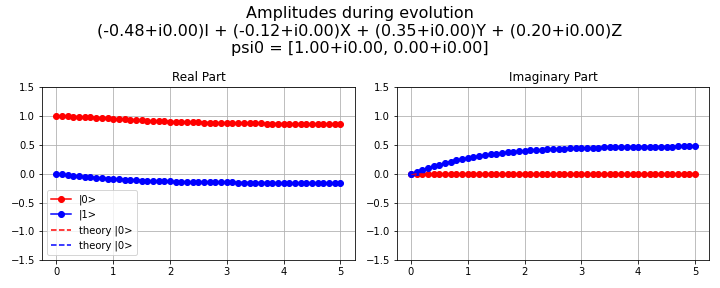 Amplitudes during evolution
(-0.48+i0.00)I + (-0.12+i0.00)X + (0.35+i0.00)Y + (0.20+i0.00)Z
psi0 = [1.00+i0.00, 0.00+i0.00]
Real Part
1.5
1.0
0.5
0.0
−0.5
−1.0
−1.5
|0>
|1>
theory |0>
theory |0>
0 1 2 3 4 5
Imaginary Part
1.5
1.0
0.5
0.0
−0.5
−1.0
−1.5
0 1 2 3 4 5